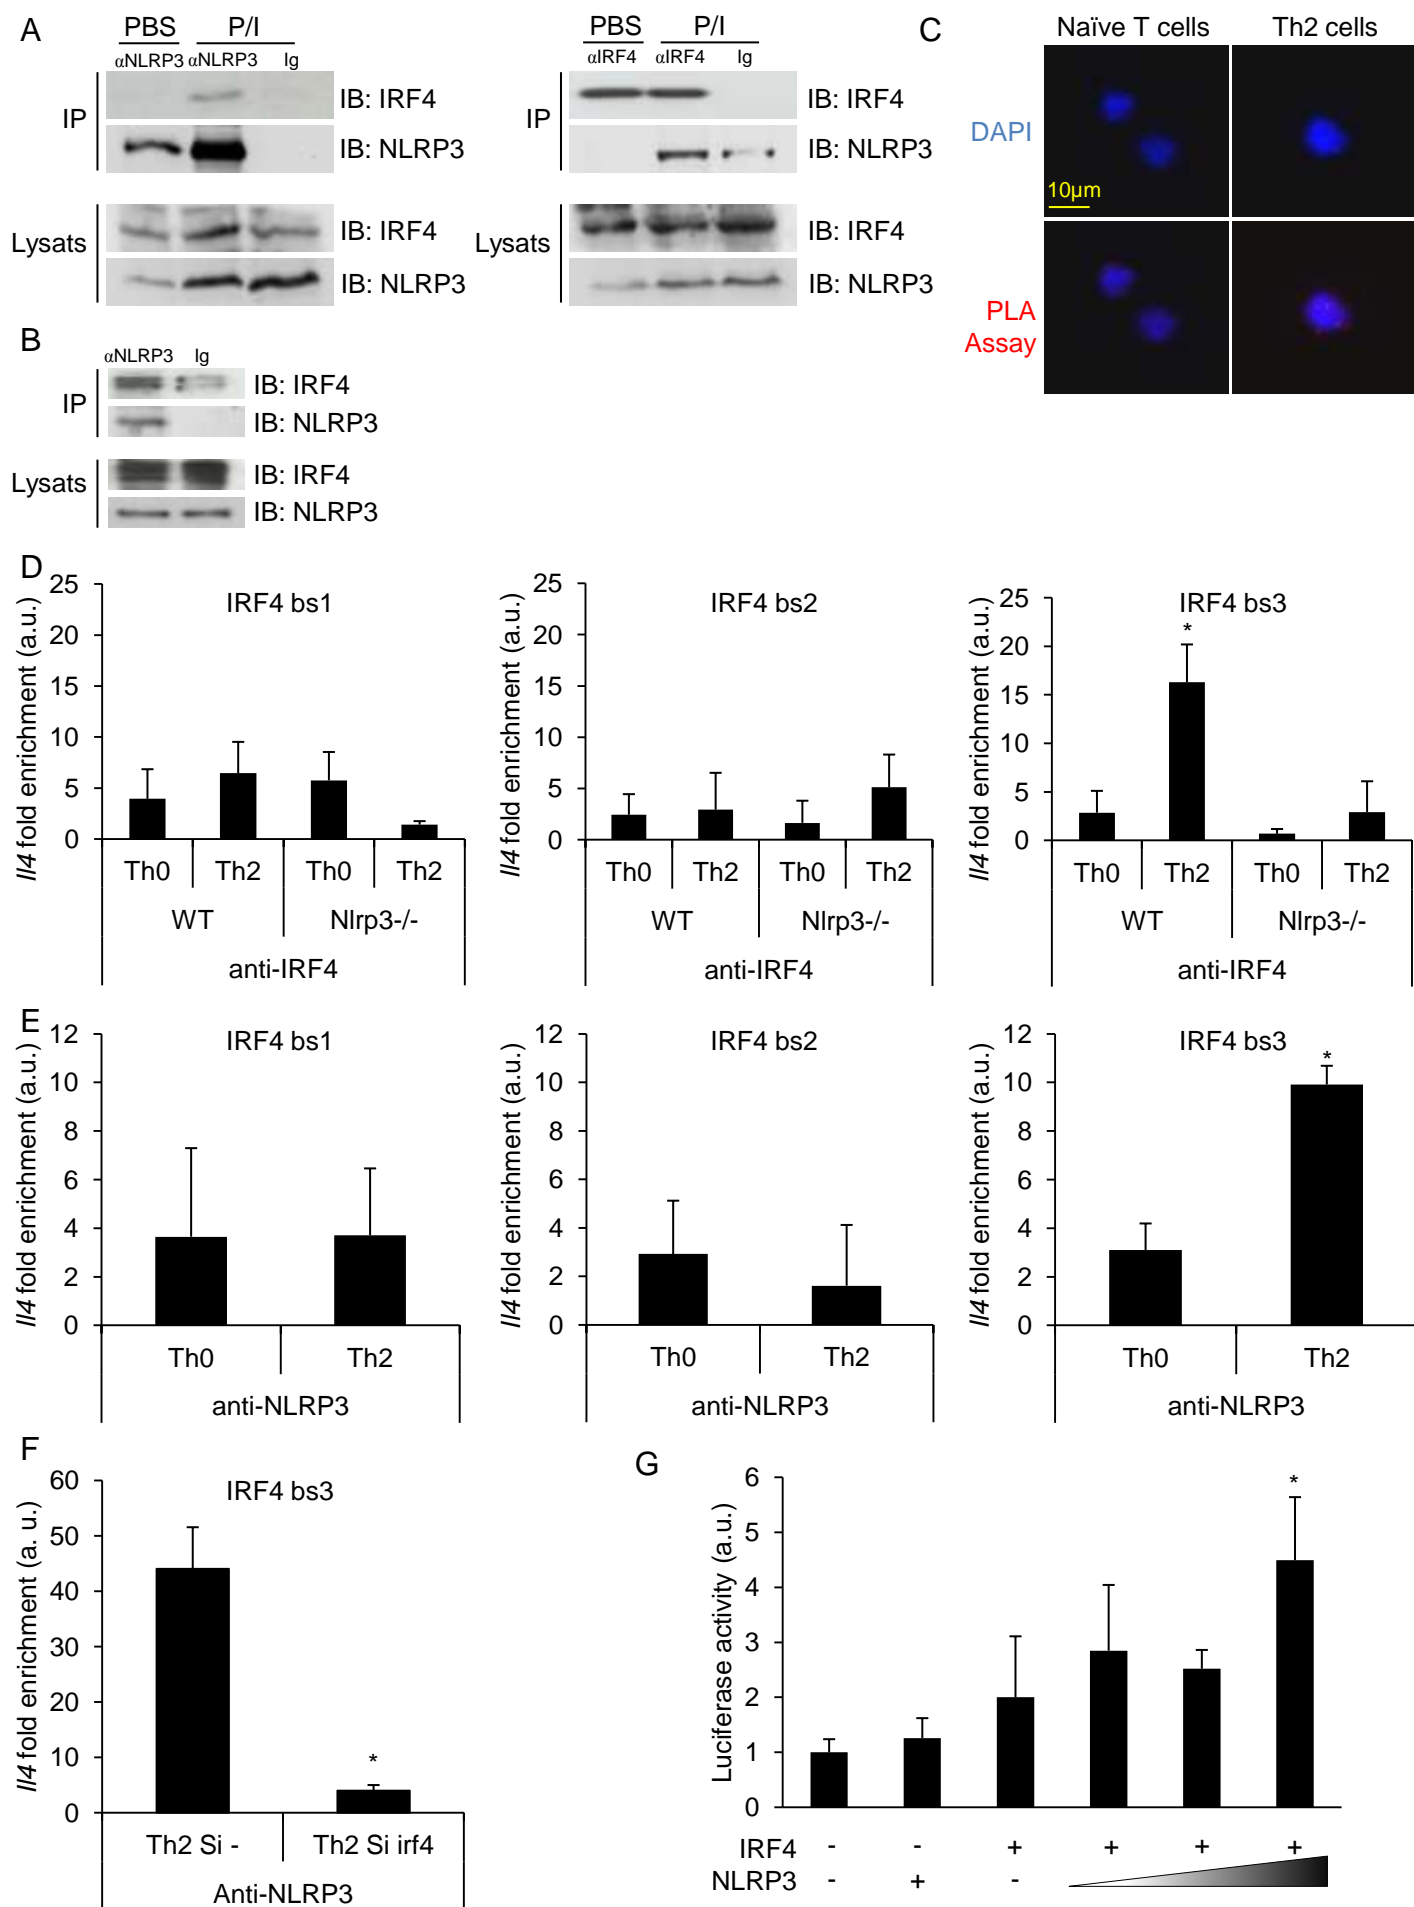 A
PBS P/I
αNLRP3 αNLRP3 Ig
IP
IB: IRF4
IB: NLRP3
Lysats
IB: IRF4
IB: NLRP3
PBS P/I
αIRF4 αIRF4 Ig
IP
IB: IRF4
IB: NLRP3
Lysats
IB: IRF4
IB: NLRP3
B
αNLRP3 Ig
IP
IB: IRF4
IB: NLRP3
Lysats
IB: IRF4
IB: NLRP3
C
Naïve T cells Th2 cells
DAPI
10µm
PLA
Assay
D
Il4 fold enrichment (a.u.)
25
20
15
10
5
0
IRF4 bs1
Th0 Th2 Th0 Th2
WT Nlrp3-/-
anti-IRF4
Il4 fold enrichment (a.u.)
25
20
15
10
5
0
IRF4 bs2
Th0 Th2 Th0 Th2
WT Nlrp3-/-
anti-IRF4
Il4 fold enrichment (a.u.)
25
20
15
10
5
0
IRF4 bs3
*
Th0 Th2 Th0 Th2
WT Nlrp3-/-
anti-IRF4
E
Il4 fold enrichment (a.u.)
12
10
8
6
4
2
0
IRF4 bs1
Th0 Th2
anti-NLRP3
Il4 fold enrichment (a.u.)
12
10
8
6
4
2
0
IRF4 bs2
Th0 Th2
anti-NLRP3
Il4 fold enrichment (a.u.)
12
10
8
6
4
2
0
IRF4 bs3
*
Th0 Th2
anti-NLRP3
F
Il4 fold enrichment (a. u.)
60
50
40
30
20
10
0
IRF4 bs3
*
Th2 Si - Th2 Si irf4
Anti-NLRP3
G
Luciferase activity (a.u.)
6
5
4
3
2
1
0
*
IRF4 - - + + + +
NLRP3 - + -